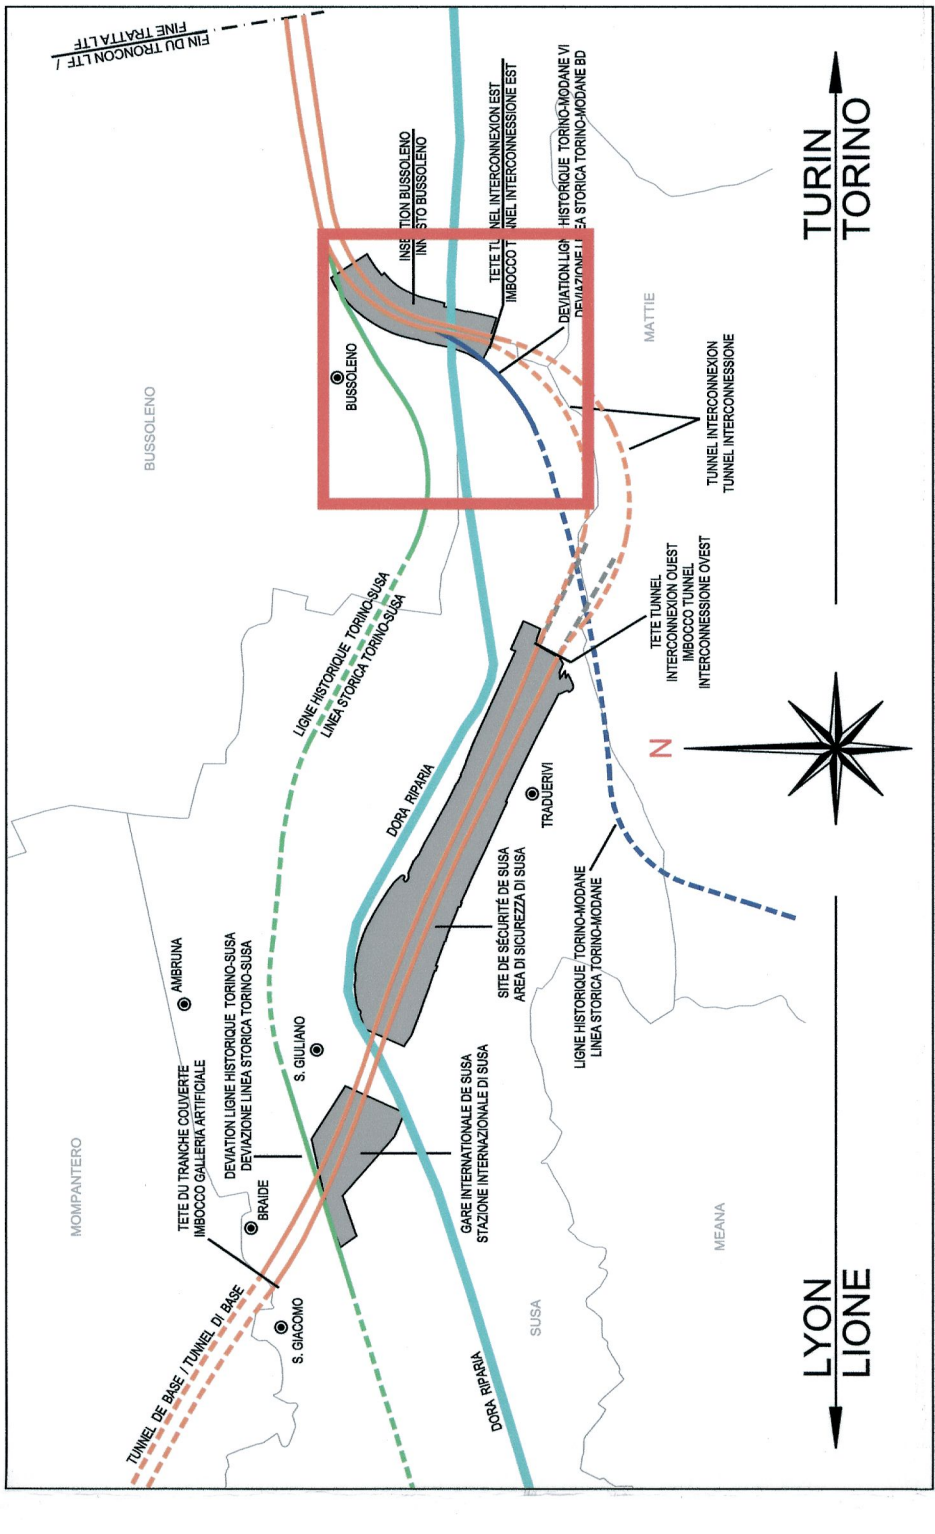 FIN DU TRONCON LTF /
FINE TRATTA LTF
INSERTION BUSSOLENO
INNESTO BUSSOLENO
TETE TUNNEL INTERCONNEXION EST
IMBOCCO TUNNEL INTERCONNESSIONE EST
DEVIATION LIGNE HISTORIQUE TORINO-MODANE VI
DEVIAZIONE LINEA STORICA TORINO-MODANE BD
TURIN
TORINO
BUSSOLENO
BUSSOLENO
MATTIE
TUNNEL INTERCONNEXION
TUNNEL INTERCONNESSIONE
LIGNE HISTORIQUE TORINO-SUSA
LINEA STORICA TORINO-SUSA
TETE TUNNEL
INTERCONNEXION OUEST
IMBOCCO TUNNEL
INTERCONNESSIONE OVEST
N
DORA RIPARIA
TRADUERIVI
SITE DE SÉCURITÉ DE SUSA
AREA DI SICUREZZA DI SUSA
LIGNE HISTORIQUE TORINO-MODANE
LINEA STORICA TORINO-MODANE
AMBRUNA
DEVIATION LIGNE HISTORIQUE TORINO-SUSA
DEVIAZIONE LINEA STORICA TORINO-SUSA
S. GIULIANO
TETE DU TRANCHE COUVERTE
IMBOCCO GALLERIA ARTIFICIALE
GARE INTERNATIONALE DE SUSA
STAZIONE INTERNAZIONALE DI SUSA
MOMPANTERO
BRAIDE
MEANA
TUNNEL DE BASE / TUNNEL DI BASE
S. GIACOMO
SUSA
DORA RIPARIA
LYON
LIONE